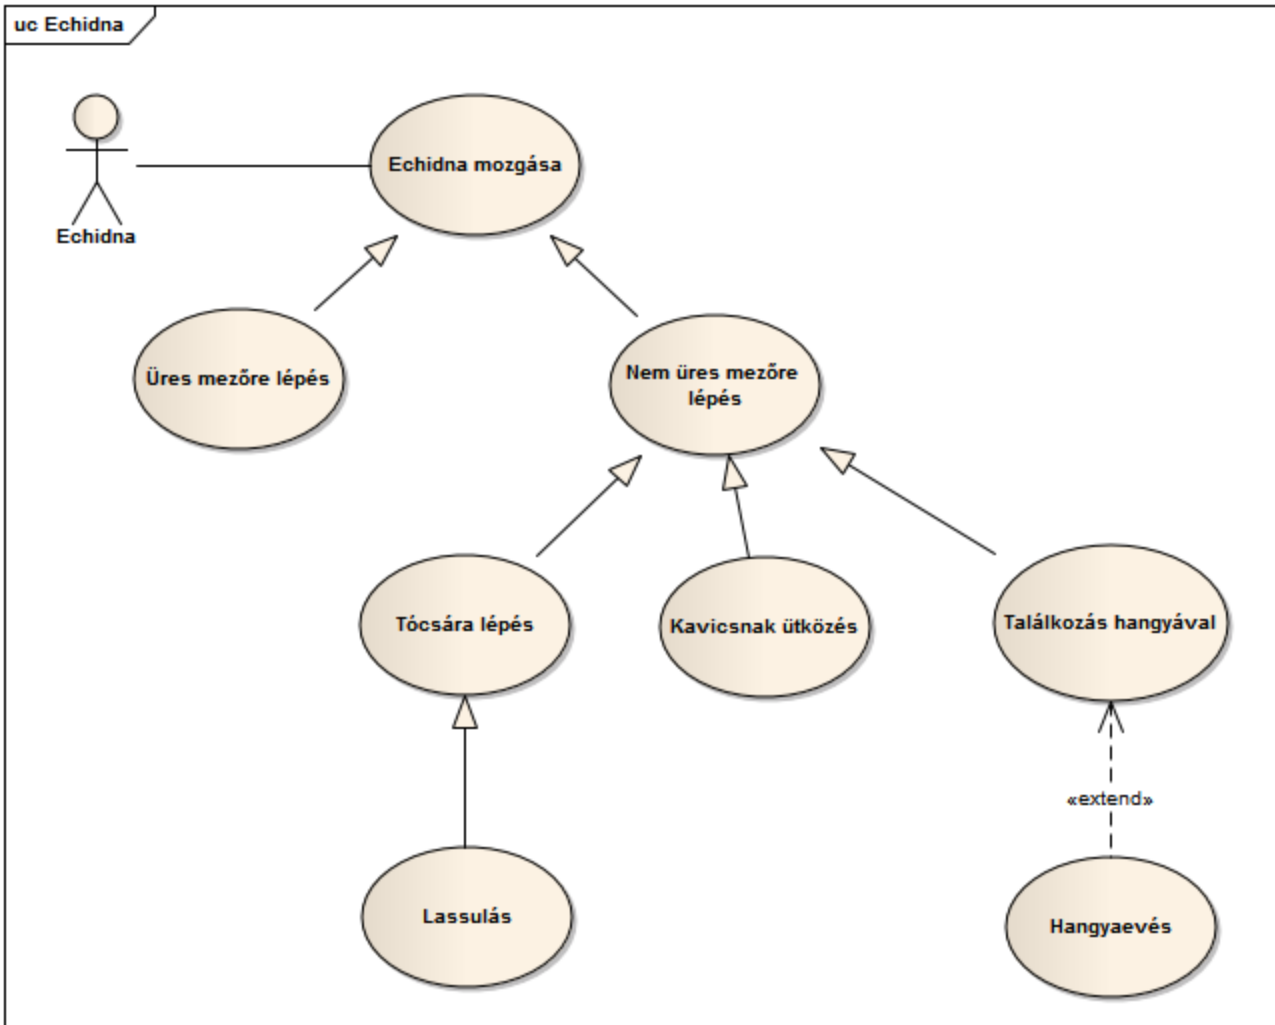 uc Echidna
Echidna mozgása
Echidna
Üres mezőre lépés
Nem üres mezőre
lépés
Tócsára lépés
Kavicsnak ütközés
Találkozás hangyával
«extend»
Lassulás
Hangyaevés